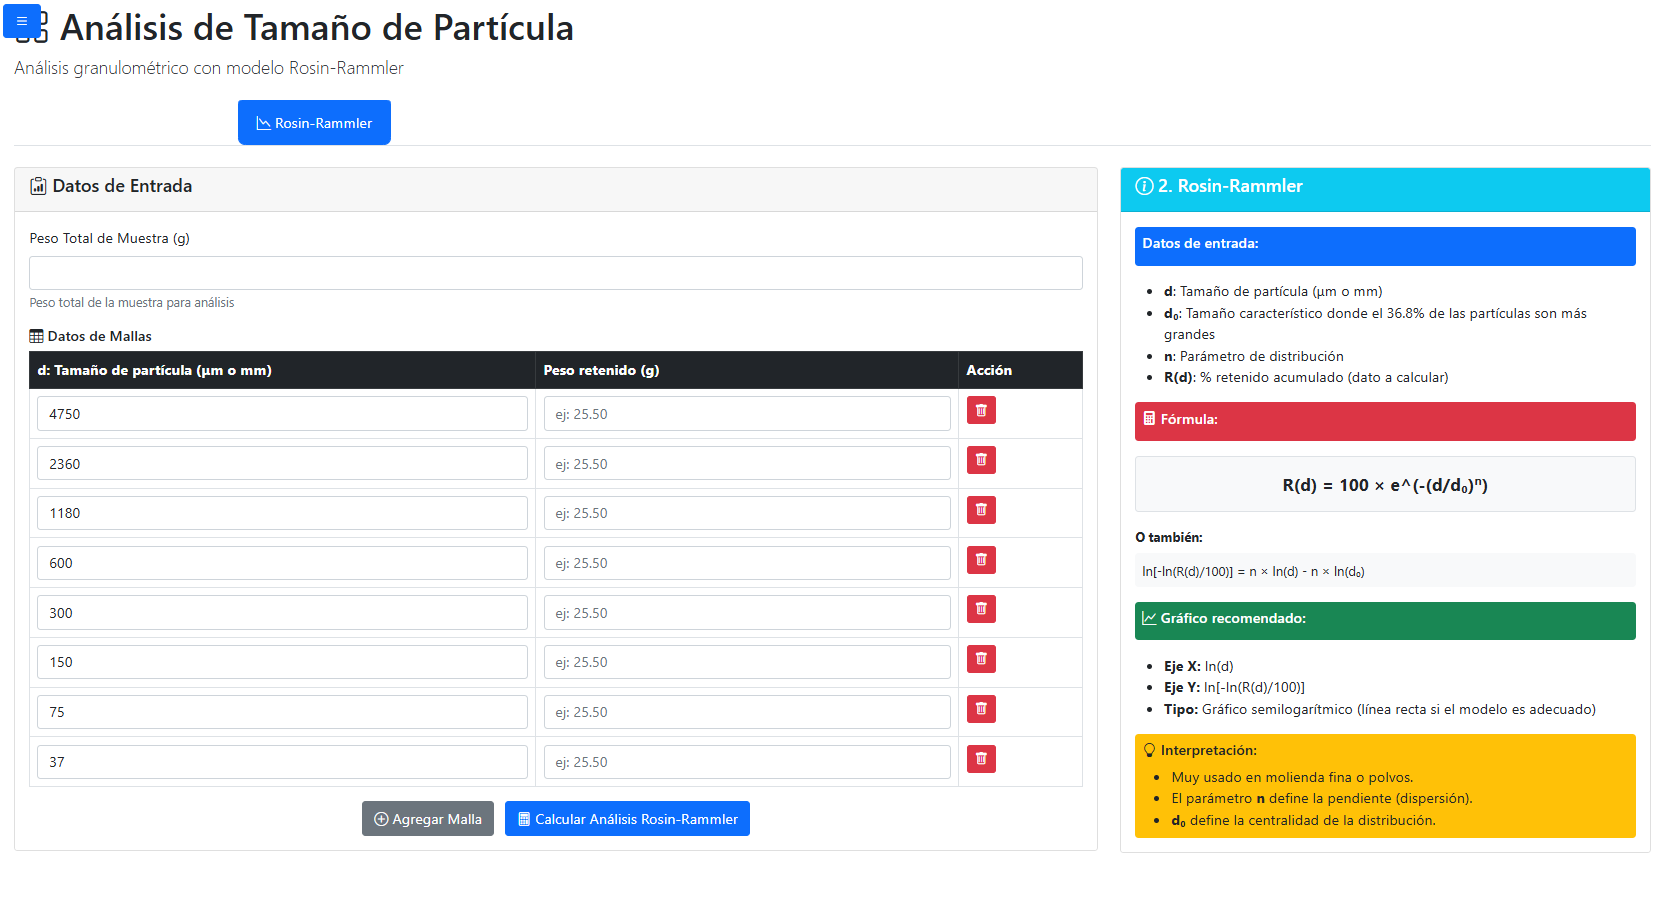 Análisis de Tamaño de Partícula
Análisis granulométrico con modelo Rosin-Rammler
Rosin-Rammler
Datos de Entrada
Peso Total de Muestra (g)
Peso total de la muestra para análisis
Datos de Mallas
d: Tamaño de partícula (µm o mm) Peso retenido (g) Acción
4750 ej: 25.50
2360 ej: 25.50
1180 ej: 25.50
600 ej: 25.50
300 ej: 25.50
150 ej: 25.50
75 ej: 25.50
37 ej: 25.50
Agregar Malla Calcular Análisis Rosin-Rammler
2. Rosin-Rammler
Datos de entrada:
d: Tamaño de partícula (µm o mm)
d₀: Tamaño característico donde el 36.8% de las partículas son más
grandes
n: Parámetro de distribución
R(d): % retenido acumulado (dato a calcular)
Fórmula:
R(d) = 100 × e^(-(d/d₀)ⁿ)
O también:
ln[-ln(R(d)/100)] = n × ln(d) - n × ln(d₀)
Gráfico recomendado:
Eje X: ln(d)
Eje Y: ln[-ln(R(d)/100)]
Tipo: Gráfico semilogarítmico (línea recta si el modelo es adecuado)
Interpretación:
Muy usado en molienda fina o polvos.
El parámetro n define la pendiente (dispersión).
d₀ define la centralidad de la distribución.